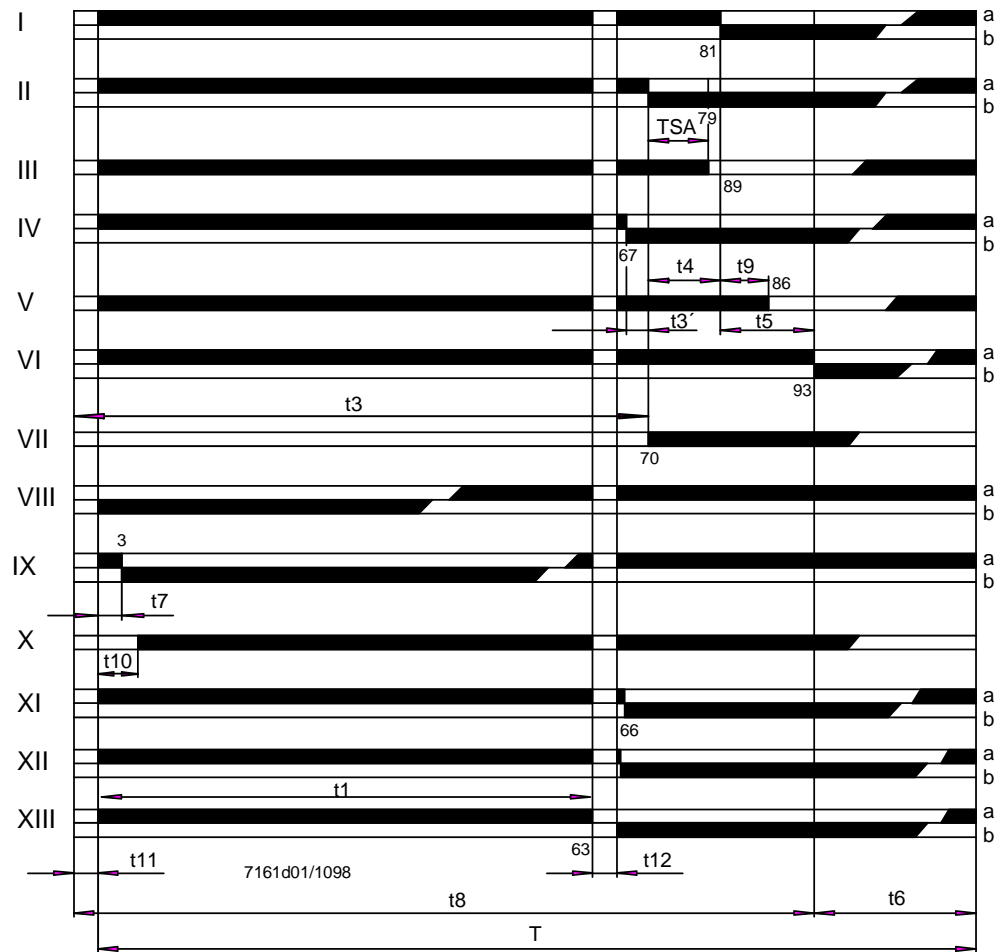 I a
b
81
II a
b
TSA 79
III
89
IV a
b
67
t4 t9
86
V
t3´ t5
VI a
b
93
t3
VII
70
VIII a
b
3
IX a
b
t7
X
t10
XI a
b
66
XII a
b
t1
XIII a
b
63
t11 7161d01/1098 t12
t8 t6
T